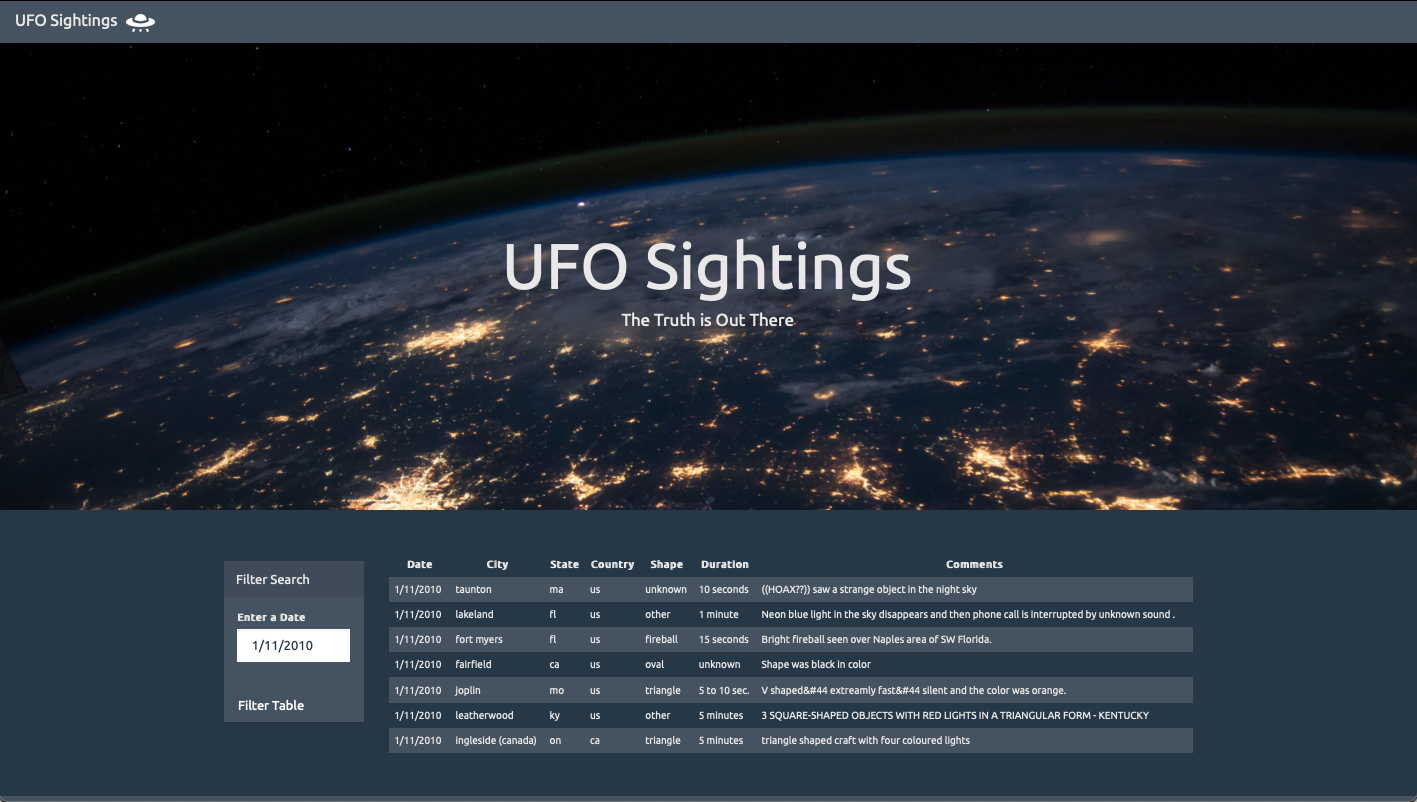 UFO Sightings
UFO Sightings
The Truth is Out There
Filter Search
Enter a Date
1/11/2010
Filter Table
Date City State Country Shape Duration Comments
1/11/2010 taunton ma us unknown 10 seconds ((HOAX??)) saw a strange object in the night sky
1/11/2010 lakeland fl us other 1 minute Neon blue light in the sky disappears and then phone call is interrupted by unknown sound .
1/11/2010 fort myers fl us fireball 15 seconds Bright fireball seen over Naples area of SW Florida.
1/11/2010 fairfield ca us oval unknown Shape was black in color
1/11/2010 joplin mo us triangle 5 to 10 sec. V shaped&#44 extreamly fast&#44 silent and the color was orange.
1/11/2010 leatherwood ky us other 5 minutes 3 SQUARE-SHAPED OBJECTS WITH RED LIGHTS IN A TRIANGULAR FORM - KENTUCKY
1/11/2010 ingleside (canada) on ca triangle 5 minutes triangle shaped craft with four coloured lights